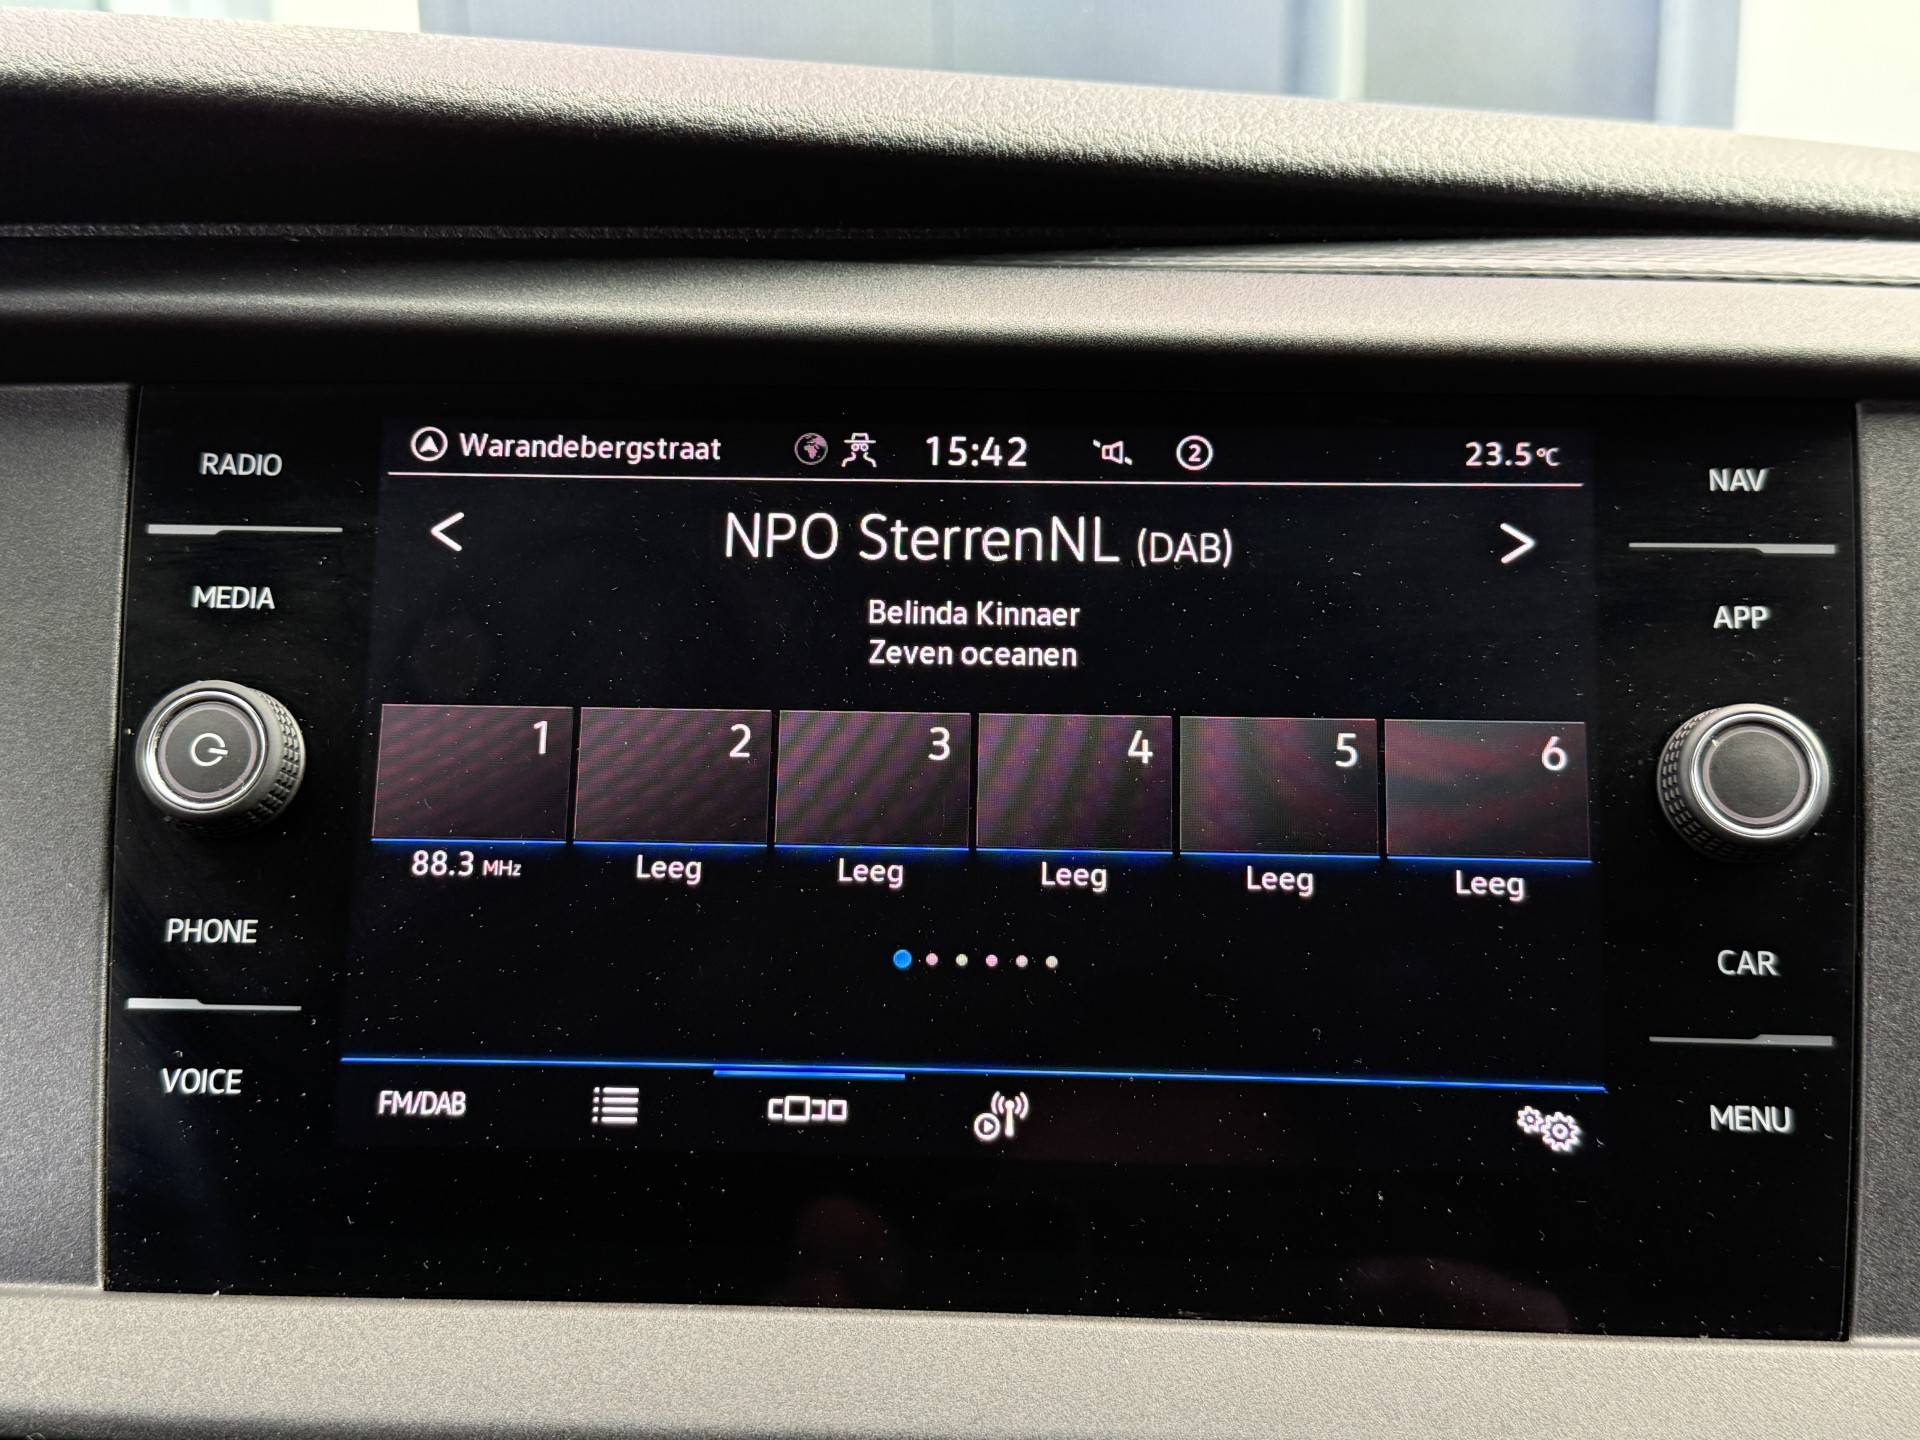 RADIO
MEDIA
PHONE
VOICE
Warandebergstraat 15:42 2 23.5°C
< NPO SterrenNL (DAB) >
Belinda Kinnaer
Zeven oceanen
1 2 3 4 5 6
88.3 MHz Leeg Leeg Leeg Leeg Leeg
FM/DAB
NAV
APP
CAR
MENU